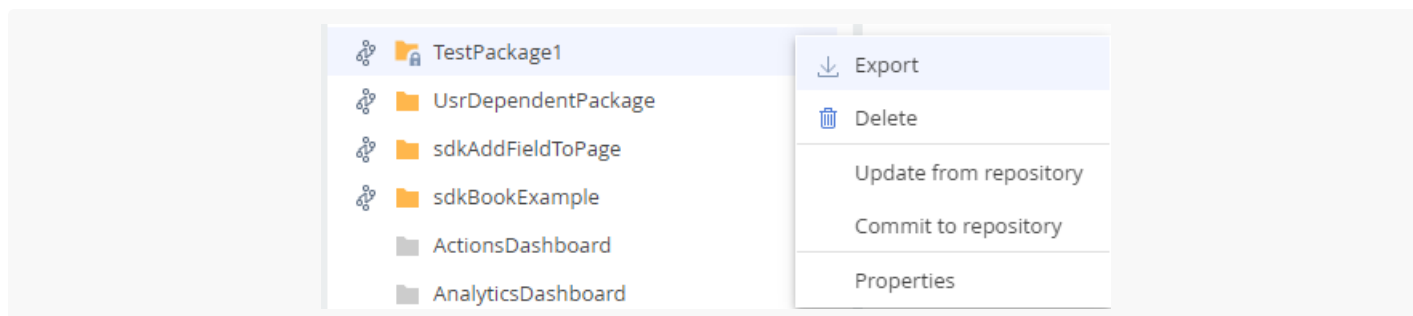 TestPackage1
UsrDependentPackage
sdkAddFieldToPage
sdkBookExample
ActionsDashboard
AnalyticsDashboard
Export
Delete
Update from repository
Commit to repository
Properties